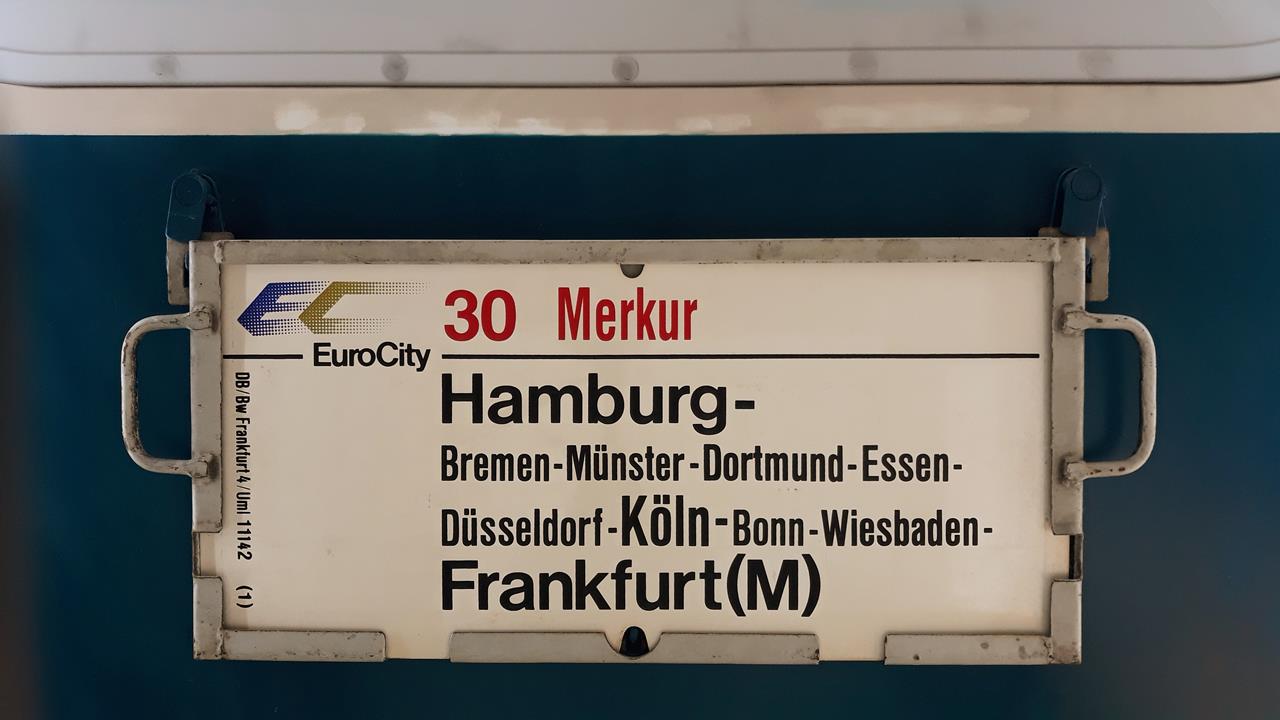 EC 30 Merkur
EuroCity
Hamburg-
Bremen-Münster-Dortmund-Essen-
Düsseldorf-Köln-Bonn-Wiesbaden-
Frankfurt(M)
DB/Bw Frankfurt 4/Uml 11142 (1)